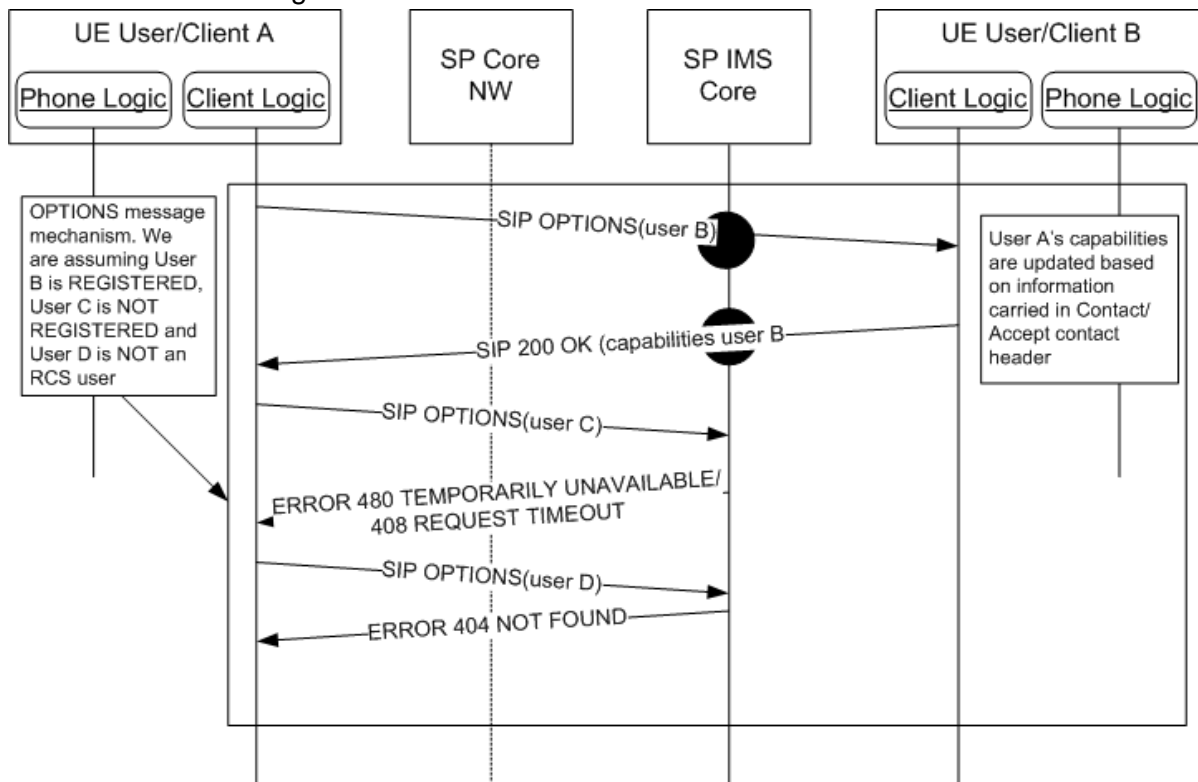 UE User/Client A
Phone Logic
Client Logic
SP Core
NW
SP IMS
Core
UE User/Client B
Client Logic
Phone Logic
OPTIONS message
mechanism. We
are assuming User
B is REGISTERED,
User C is NOT
REGISTERED and
User D is NOT an
RCS user
SIP OPTIONS(user B)
User A's capabilities
are updated based
on information
carried in Contact/
Accept contact
header
SIP 200 OK (capabilities user B
SIP OPTIONS(user C)
ERROR 480 TEMPORARILY UNAVAILABLE/
408 REQUEST TIMEOUT
SIP OPTIONS(user D)
ERROR 404 NOT FOUND